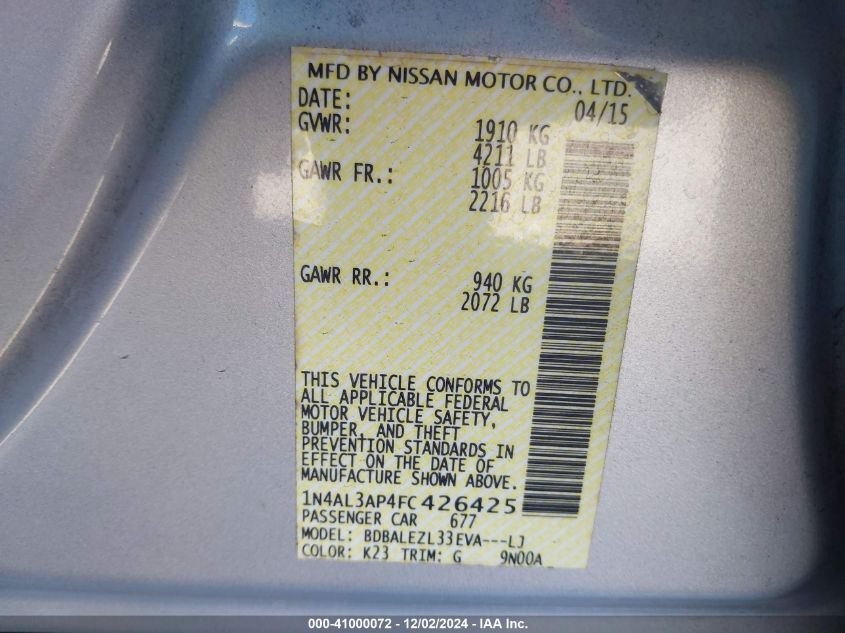 MFD BY NISSAN MOTOR CO., LTD.
DATE: 04/15
GVWR: 1910 KG
4211 LB
GAWR FR.: 1005 KG
2216 LB
GAWR RR.: 940 KG
2072 LB
THIS VEHICLE CONFORMS TO
ALL APPLICABLE FEDERAL
MOTOR VEHICLE SAFETY,
BUMPER, AND THEFT
PREVENTION STANDARDS IN
EFFECT ON THE DATE OF
MANUFACTURE SHOWN ABOVE.
1N4AL3AP4FC426425
PASSENGER CAR 677
MODEL: BDBALEZL33EVA---LJ
COLOR: K23 TRIM: G 9N00A
000-41000072 - 12/02/2024 - IAA Inc.